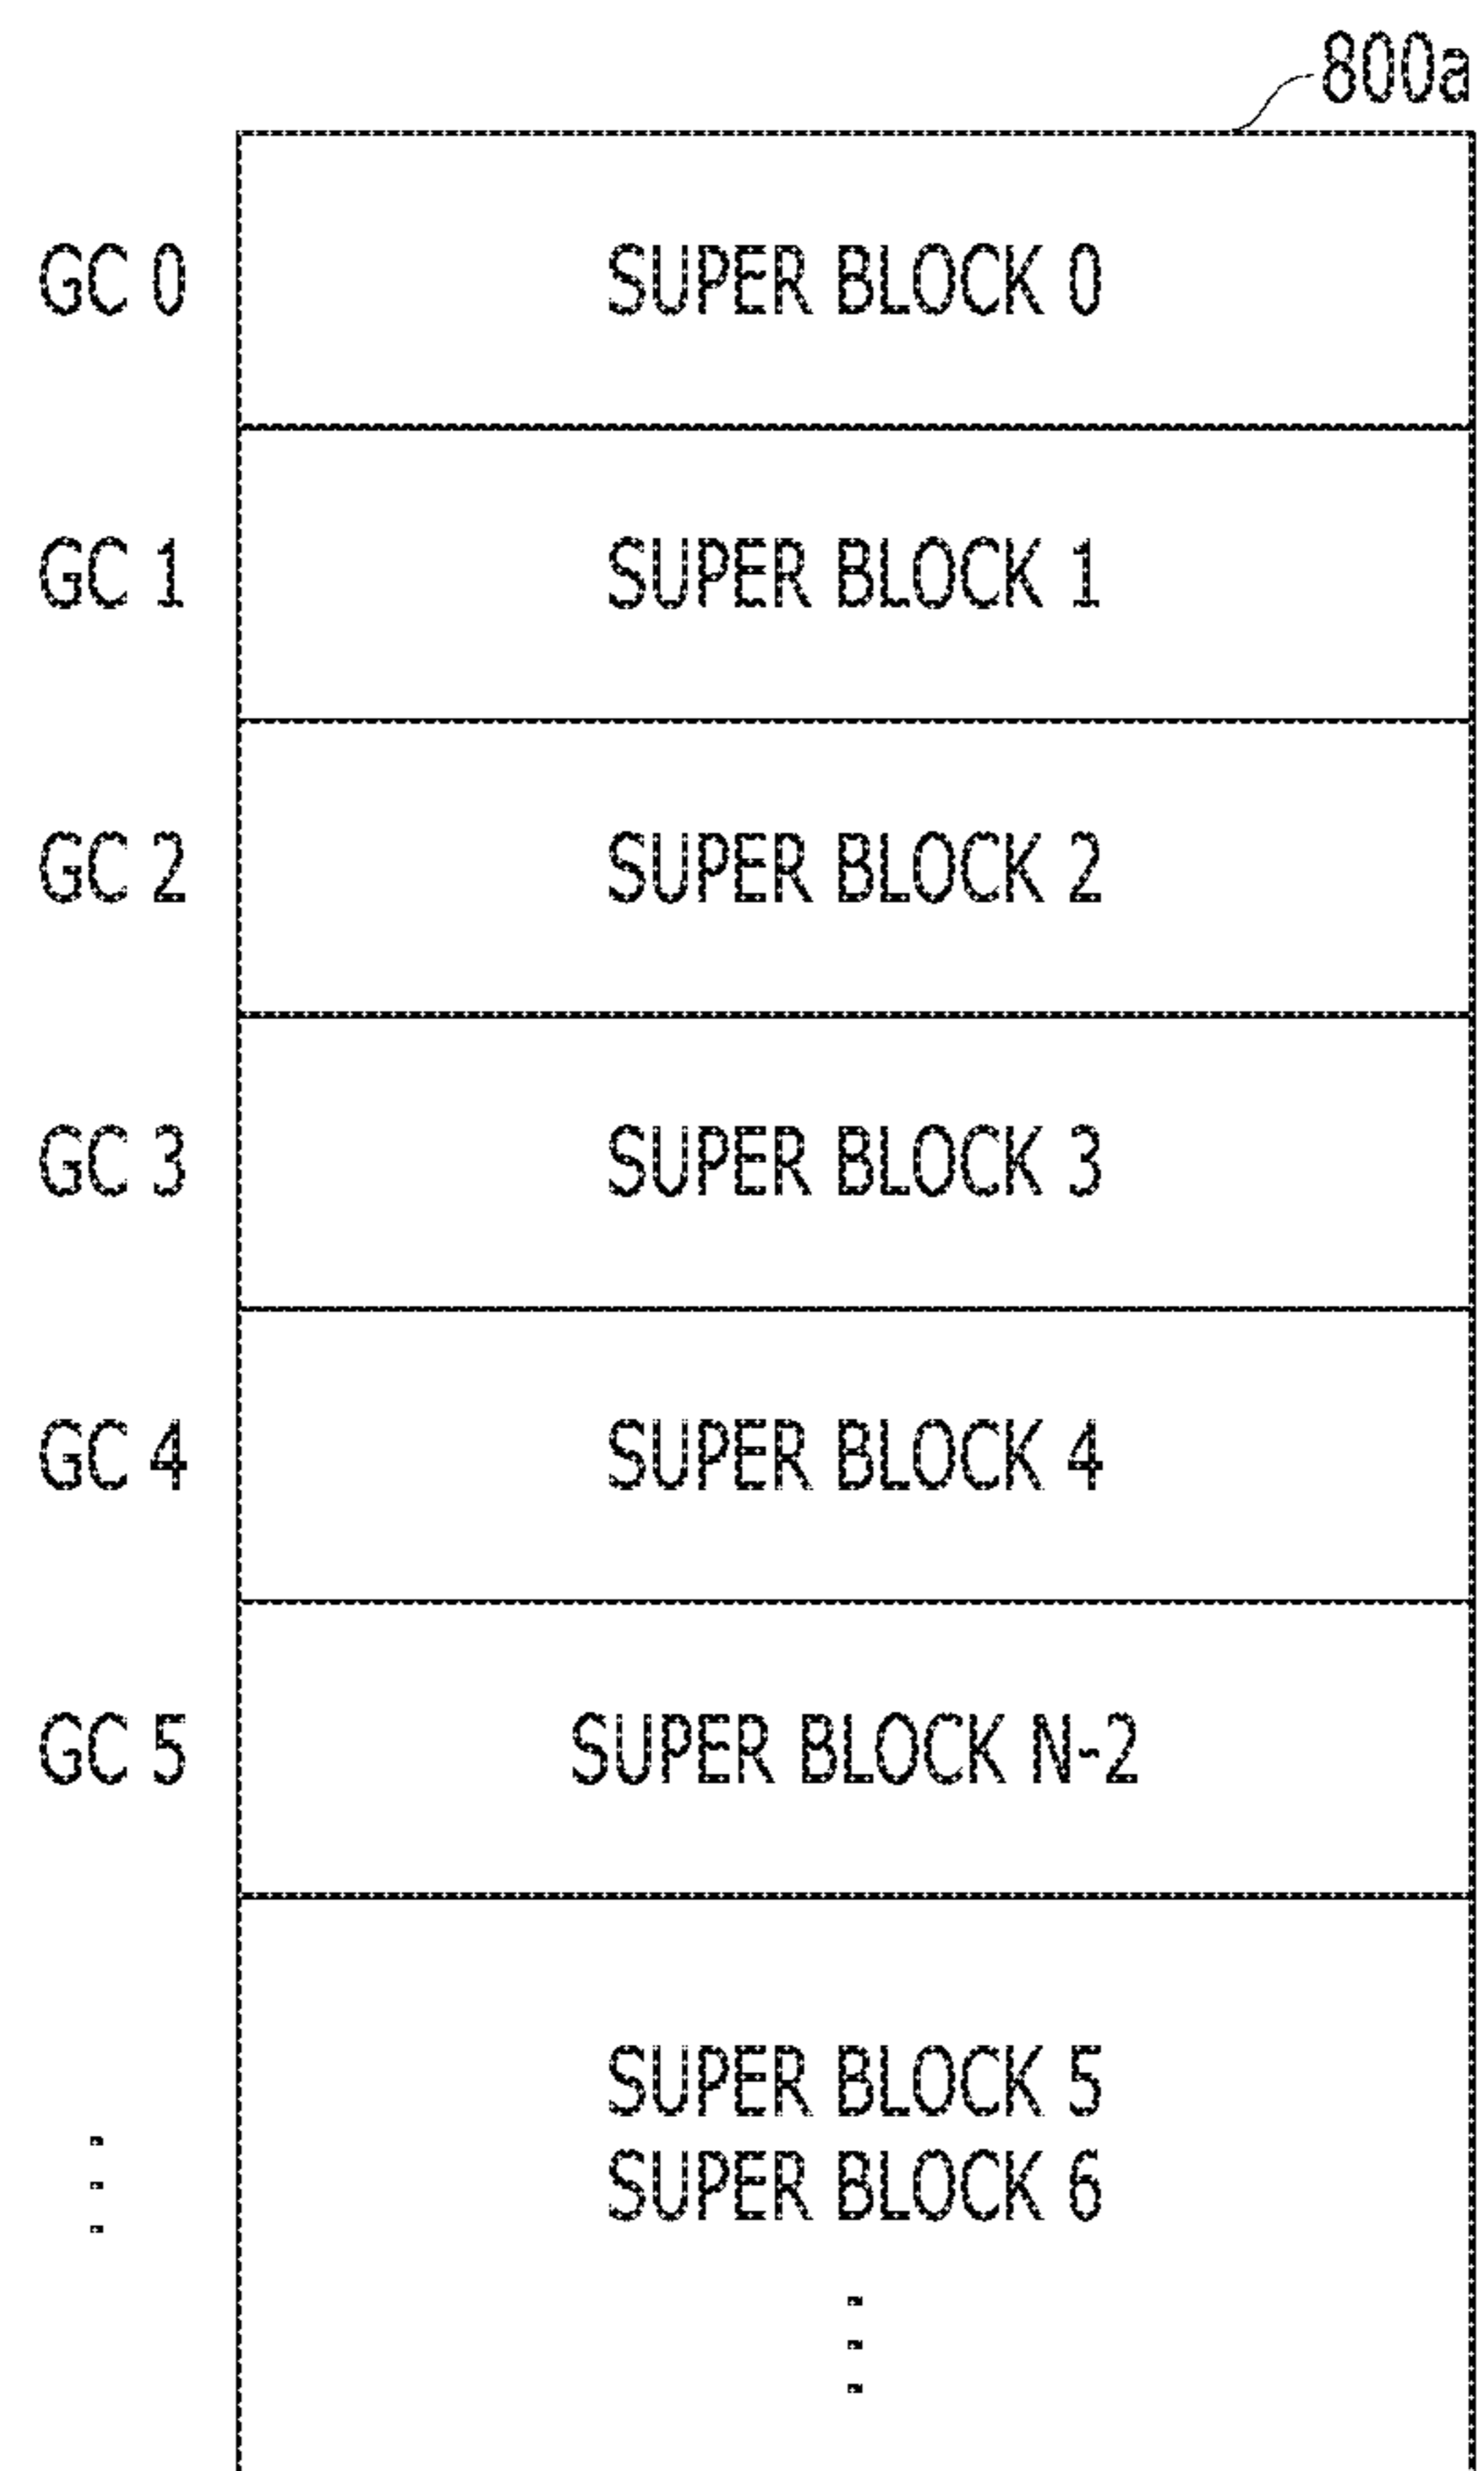 800a
GC 0 SUPER BLOCK 0
GC 1 SUPER BLOCK 1
GC 2 SUPER BLOCK 2
GC 3 SUPER BLOCK 3
GC 4 SUPER BLOCK 4
GC 5 SUPER BLOCK N-2
SUPER BLOCK 5
SUPER BLOCK 6